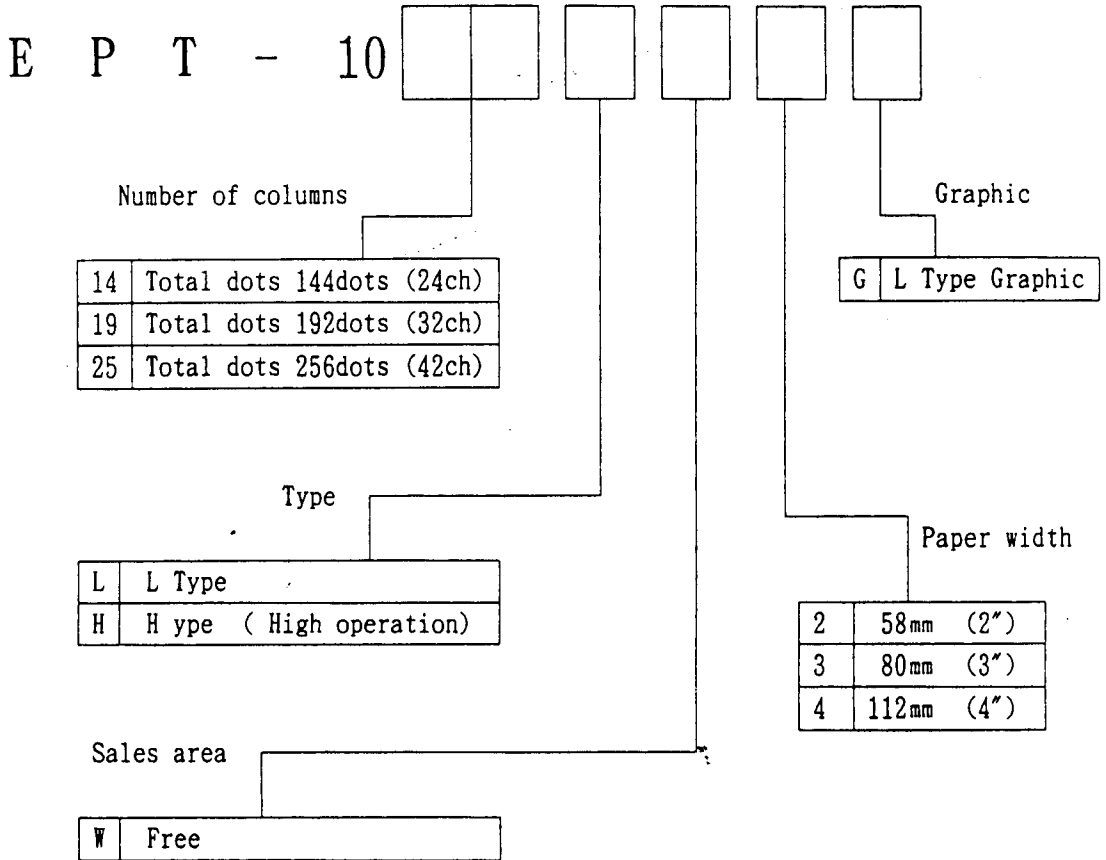 E P T - 10
Number of columns
14 Total dots 144dots (24ch)
19 Total dots 192dots (32ch)
25 Total dots 256dots (42ch)
Graphic
G L Type Graphic
Type
L L Type
H H ype ( High operation)
Paper width
2 58mm (2″)
3 80mm (3″)
4 112mm (4″)
Sales area
W Free